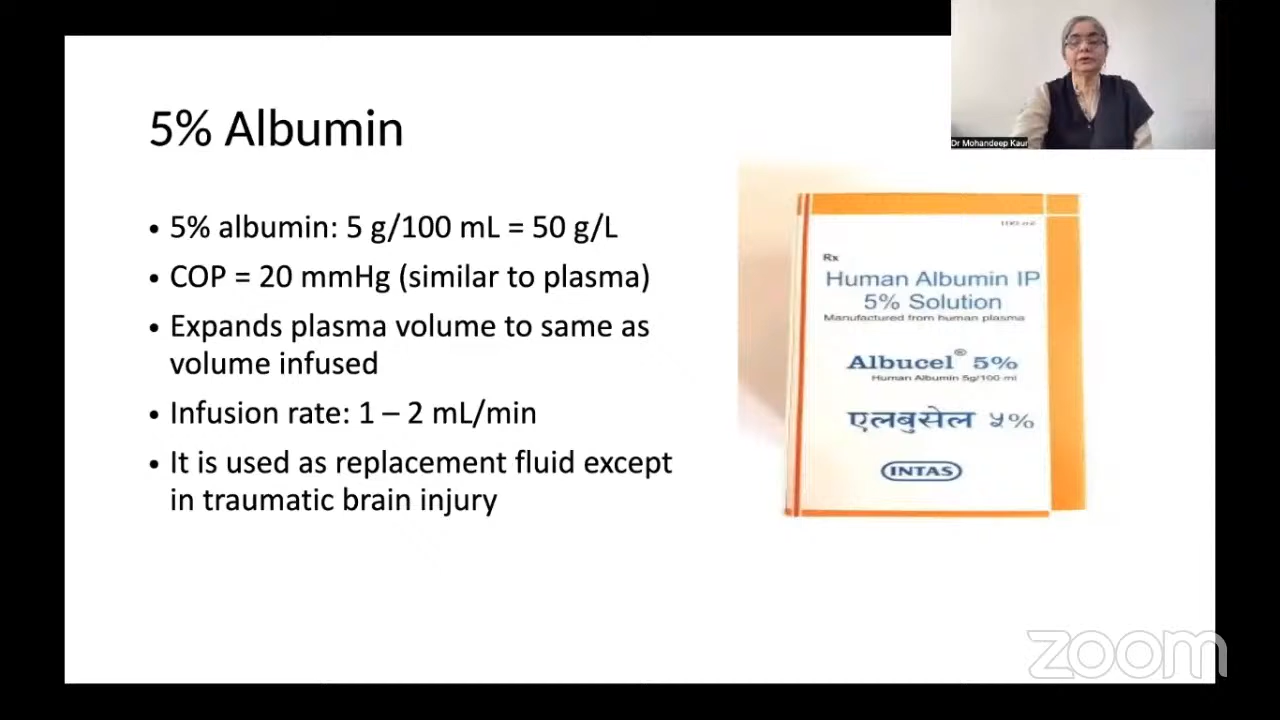 Dr Mohandeep Kaur
5% Albumin
• 5% albumin: 5 g/100 mL = 50 g/L
• COP = 20 mmHg (similar to plasma)
• Expands plasma volume to same as
volume infused
• Infusion rate: 1 – 2 mL/min
• It is used as replacement fluid except
in traumatic brain injury
100 ml
Rx
Human Albumin IP
5% Solution
Manufactured from human plasma
Albucel® 5%
Human Albumin 5g/100 ml
एलबुसेल ५%
INTAS
zoom